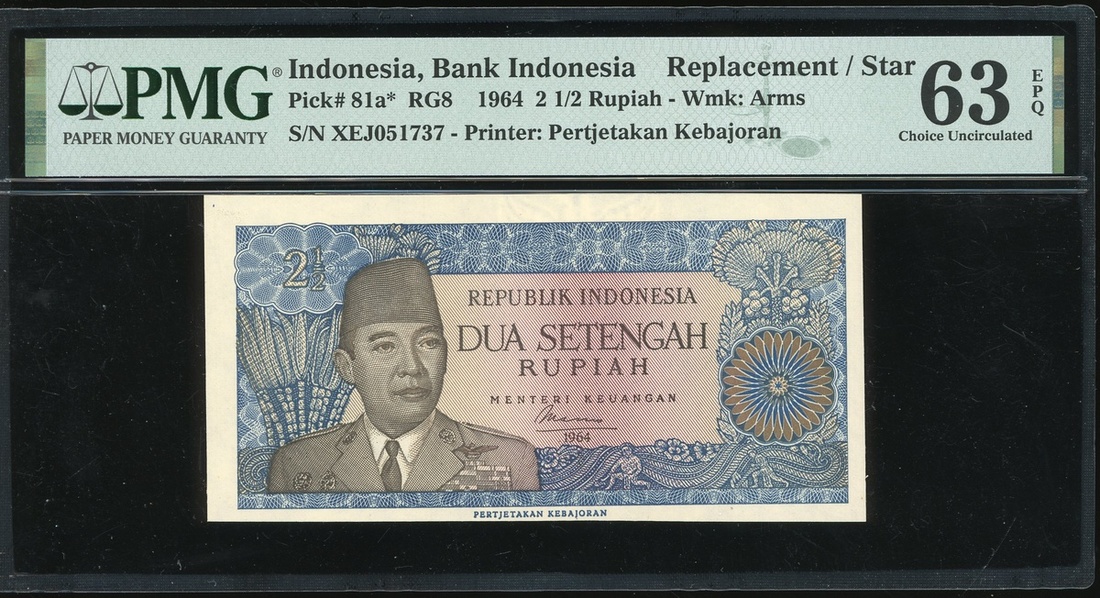 PMG®
PAPER MONEY GUARANTY
Indonesia, Bank Indonesia Replacement / Star
Pick# 81a* RG8 1964 2 1/2 Rupiah - Wmk: Arms
S/N XEJ051737 - Printer: Pertjetakan Kebajoran
63
EPQ
Choice Uncirculated
2 1/2
REPUBLIK INDONESIA
DUA SETENGAH
RUPIAH
MENTERI KEUANGAN
1964
PERTJETAKAN KEBAJORAN